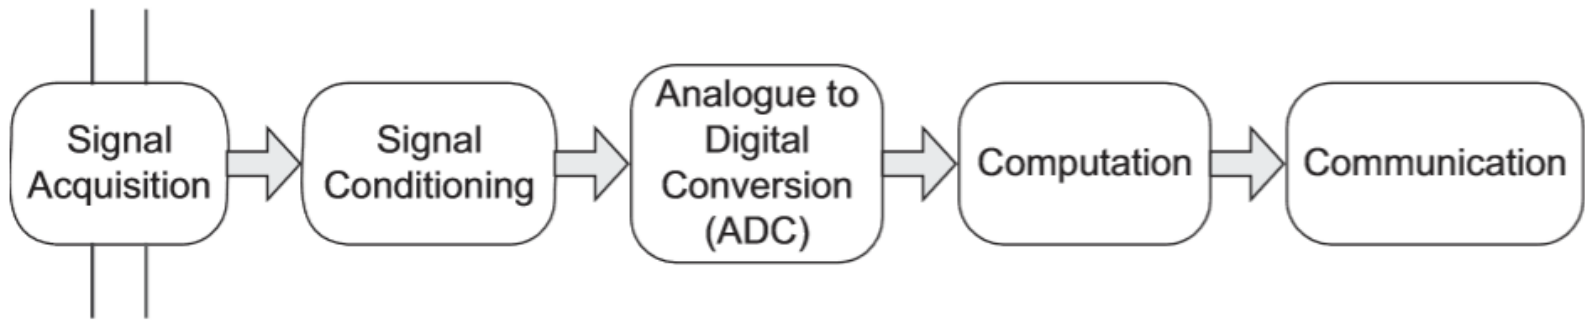 Signal
Acquisition
Signal
Conditioning
Analogue to
Digital
Conversion
(ADC)
Computation
Communication